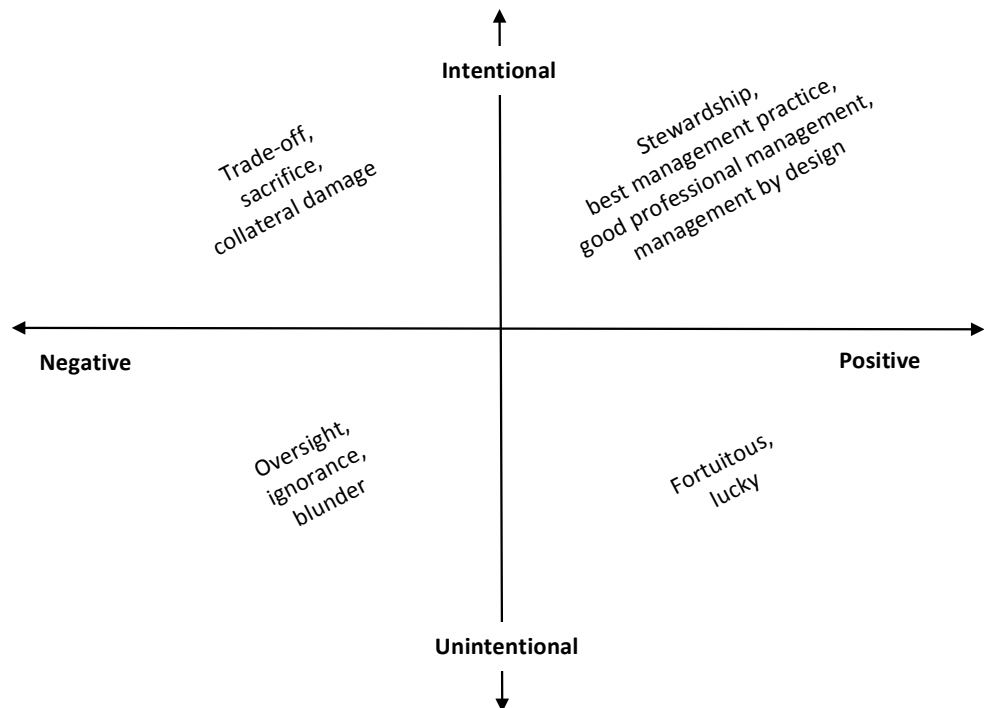 Intentional
Trade-off,
sacrifice,
collateral damage
Stewardship,
best management practice,
good professional management,
management by design
Negative
Positive
Oversight,
ignorance,
blunder
Fortuitous,
lucky
Unintentional